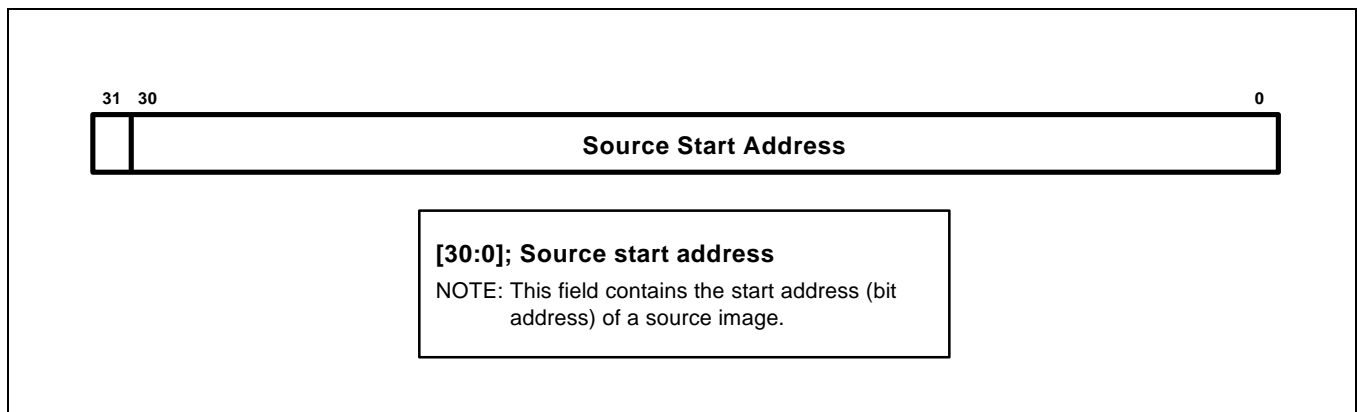 31 30 0
Source Start Address
[30:0]; Source start address
NOTE: This field contains the start address (bit
address) of a source image.